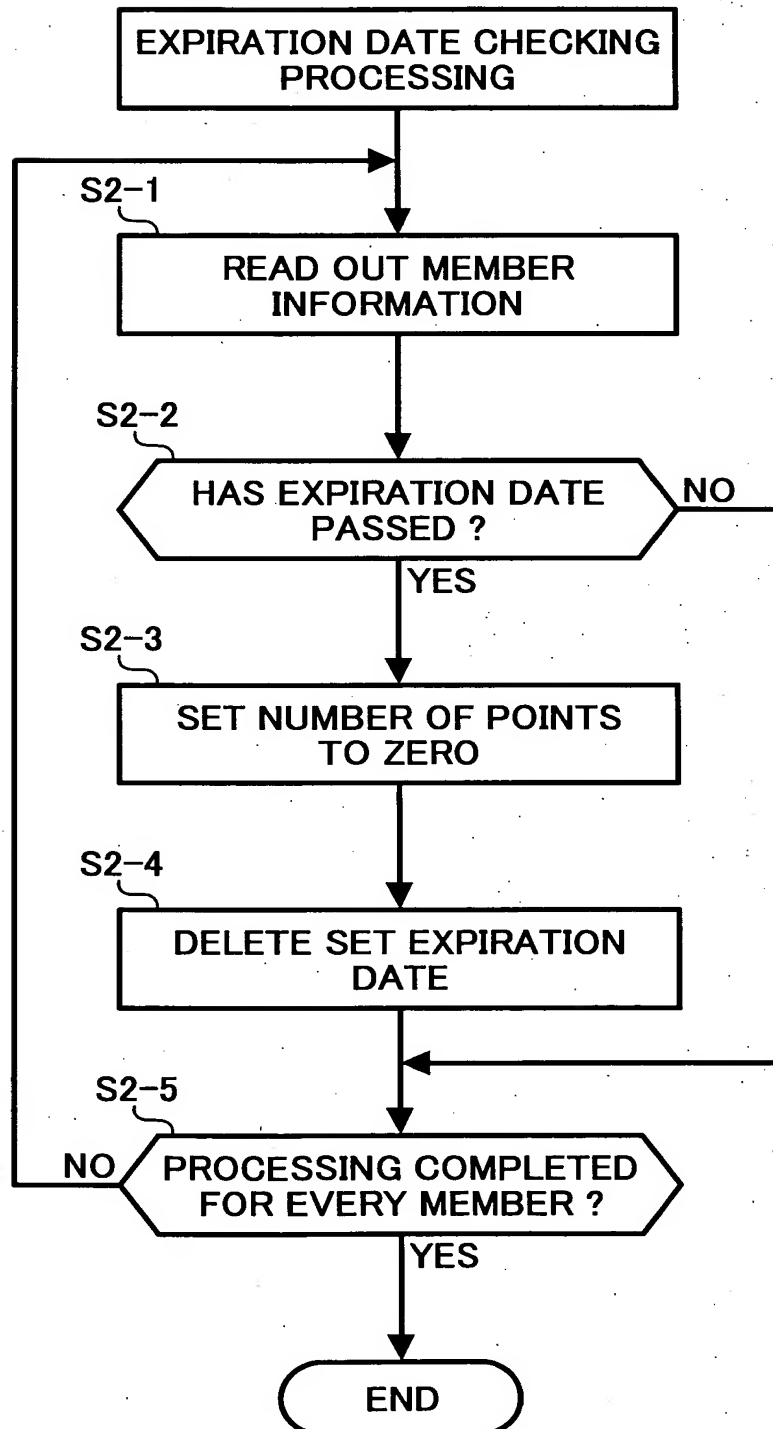 EXPIRATION DATE CHECKING
PROCESSING
S2-1
READ OUT MEMBER
INFORMATION
S2-2
HAS EXPIRATION DATE
PASSED ?
NO
YES
S2-3
SET NUMBER OF POINTS
TO ZERO
S2-4
DELETE SET EXPIRATION
DATE
S2-5
NO
PROCESSING COMPLETED
FOR EVERY MEMBER ?
YES
END